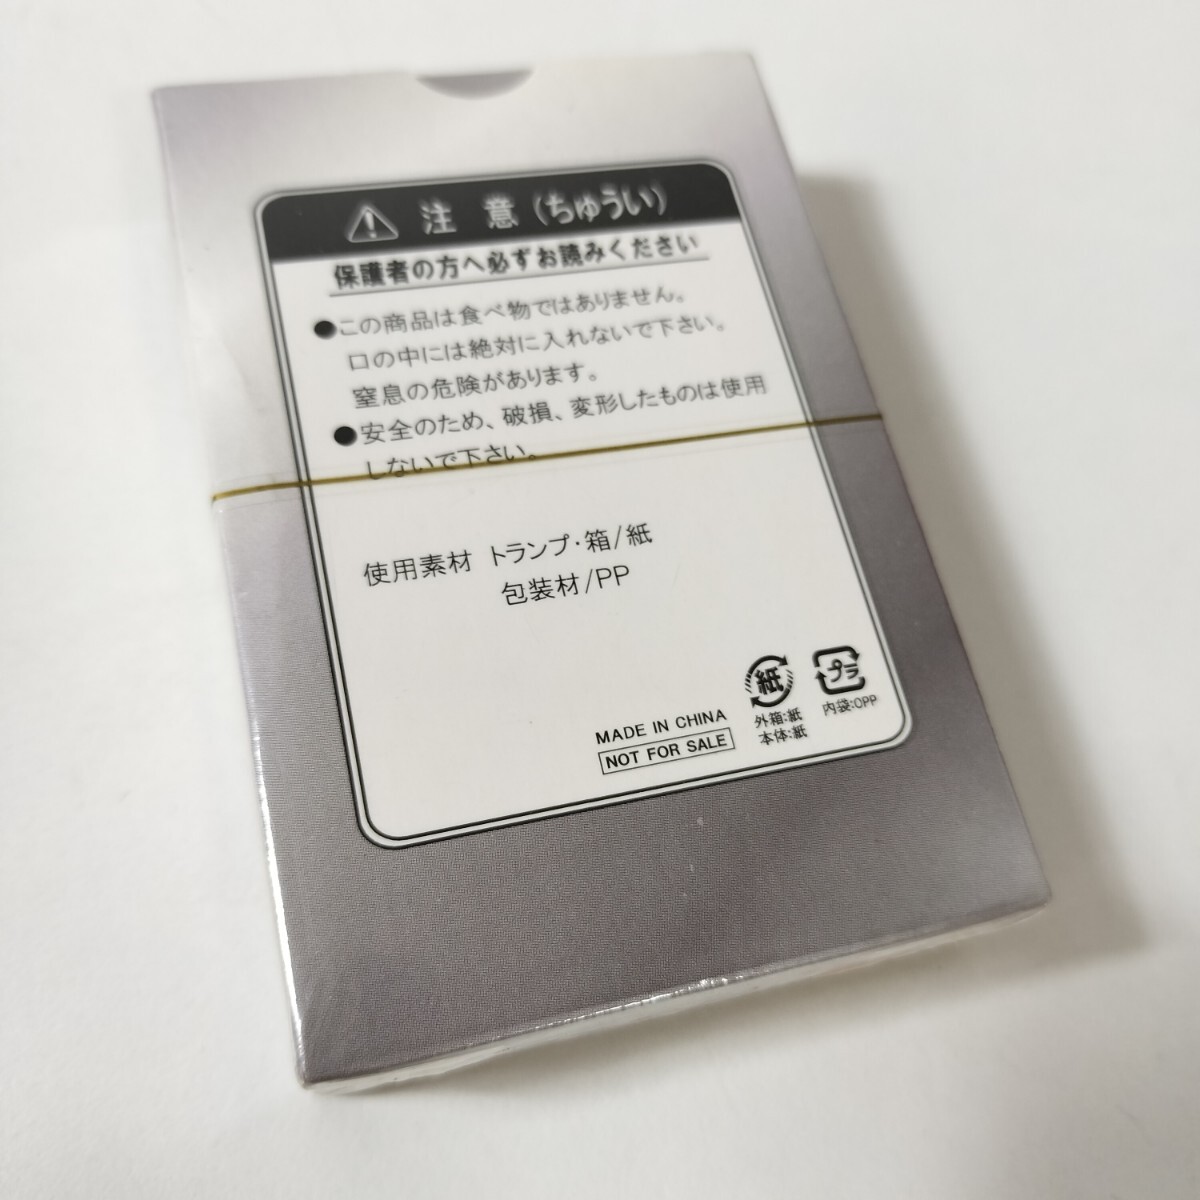 注意(ちゅうい)
保護者の方へ必ずお読みください
●この商品は食べ物ではありません。
口の中には絶対に入れないで下さい。
窒息の危険があります。
●安全のため、破損、変形したものは使用
しないで下さい。
使用素材 トランプ・箱/紙
包装材/PP
紙
プラ
外箱:紙
本体:紙
内袋:OPP
MADE IN CHINA
NOT FOR SALE